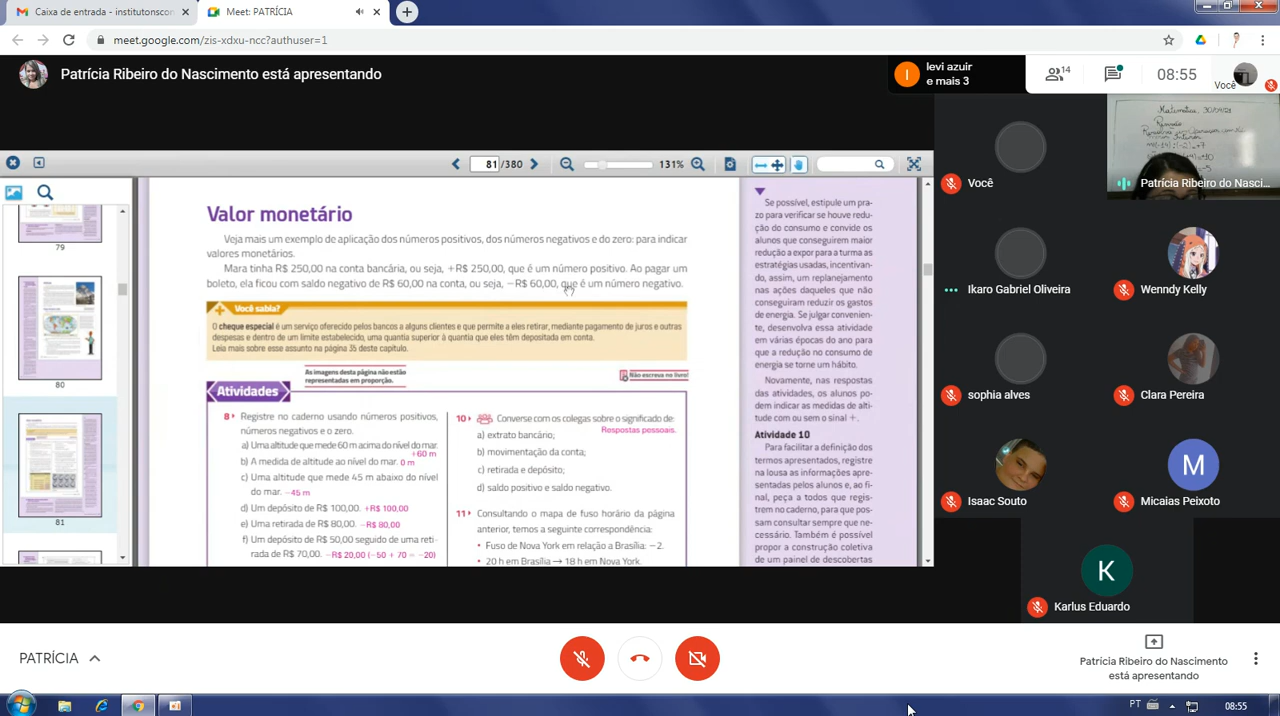 Caixa de entrada - institutonscon
Meet: PATRÍCIA
meet.google.com/zis-xdxu-ncc?authuser=1
Patrícia Ribeiro do Nascimento está apresentando
levi azuir
e mais 3
14
08:55
Você
81 /380
131%
79
80
81
Valor monetário
Veja mais um exemplo de aplicação dos números positivos, dos números negativos e do zero: para indicar
valores monetários.
Mara tinha R$ 250,00 na conta bancária, ou seja, +R$ 250,00, que é um número positivo. Ao pagar um
boleto, ela ficou com saldo negativo de R$ 60,00 na conta, ou seja, −R$ 60,00, que é um número negativo.
Você sabia?
O cheque especial é um serviço oferecido pelos bancos a alguns clientes e que permite a eles retirar, mediante pagamento de juros e outras
despesas e dentro de um limite estabelecido, uma quantia superior à quantia que eles têm depositada em conta.
Leia mais sobre esse assunto na página 35 deste capítulo.
As imagens desta página não estão
representadas em proporção.
Não escreva no livro!
Atividades
8 Registre no caderno usando números positivos,
números negativos e o zero.
a) Uma altitude que mede 60 m acima do nível do mar.
+60 m
b) A medida de altitude ao nível do mar. 0 m
c) Uma altitude que mede 45 m abaixo do nível
do mar. −45 m
d) Um depósito de R$ 100,00. +R$ 100,00
e) Uma retirada de R$ 80,00. −R$ 80,00
f) Um depósito de R$ 50,00 seguido de uma reti-
rada de R$ 70,00. −R$ 20,00 (−50 + 70 = −20)
10 Converse com os colegas sobre o significado de:
Respostas pessoais.
a) extrato bancário;
b) movimentação da conta;
c) retirada e depósito;
d) saldo positivo e saldo negativo.
11 Consultando o mapa de fuso horário da página
anterior, temos a seguinte correspondência:
• Fuso de Nova York em relação a Brasília: −2.
• 20 h em Brasília → 18 h em Nova York.
Se possível, estipule um pra-
zo para verificar se houve redu-
ção do consumo e convide os
alunos que conseguirem maior
redução a expor para a turma as
estratégias usadas, incentivan-
do, assim, um replanejamento
nas ações daqueles que não
conseguiram reduzir os gastos
de energia. Se julgar convenien-
te, desenvolva essa atividade
em várias épocas do ano para
que a redução no consumo de
energia se torne um hábito.
Novamente, nas respostas
das atividades, os alunos po-
dem indicar as medidas de alti-
tude com ou sem o sinal +.
Atividade 10
Para facilitar a definição dos
termos apresentados, registre
na lousa as informações apre-
sentadas pelos alunos e, ao fi-
nal, peça a todos que regis-
trem no caderno, para que pos-
sam consultar sempre que ne-
cessário. Também é possível
propor a construção coletiva
de um painel de descobertas
Você
Matemática 30/04/21
Patrícia Ribeiro do Nasci...
Ikaro Gabriel Oliveira
Wenndy Kelly
sophia alves
Clara Pereira
Isaac Souto
M
Micaias Peixoto
K
Karlus Eduardo
PATRÍCIA
Patrícia Ribeiro do Nascimento
está apresentando
PT
08:55